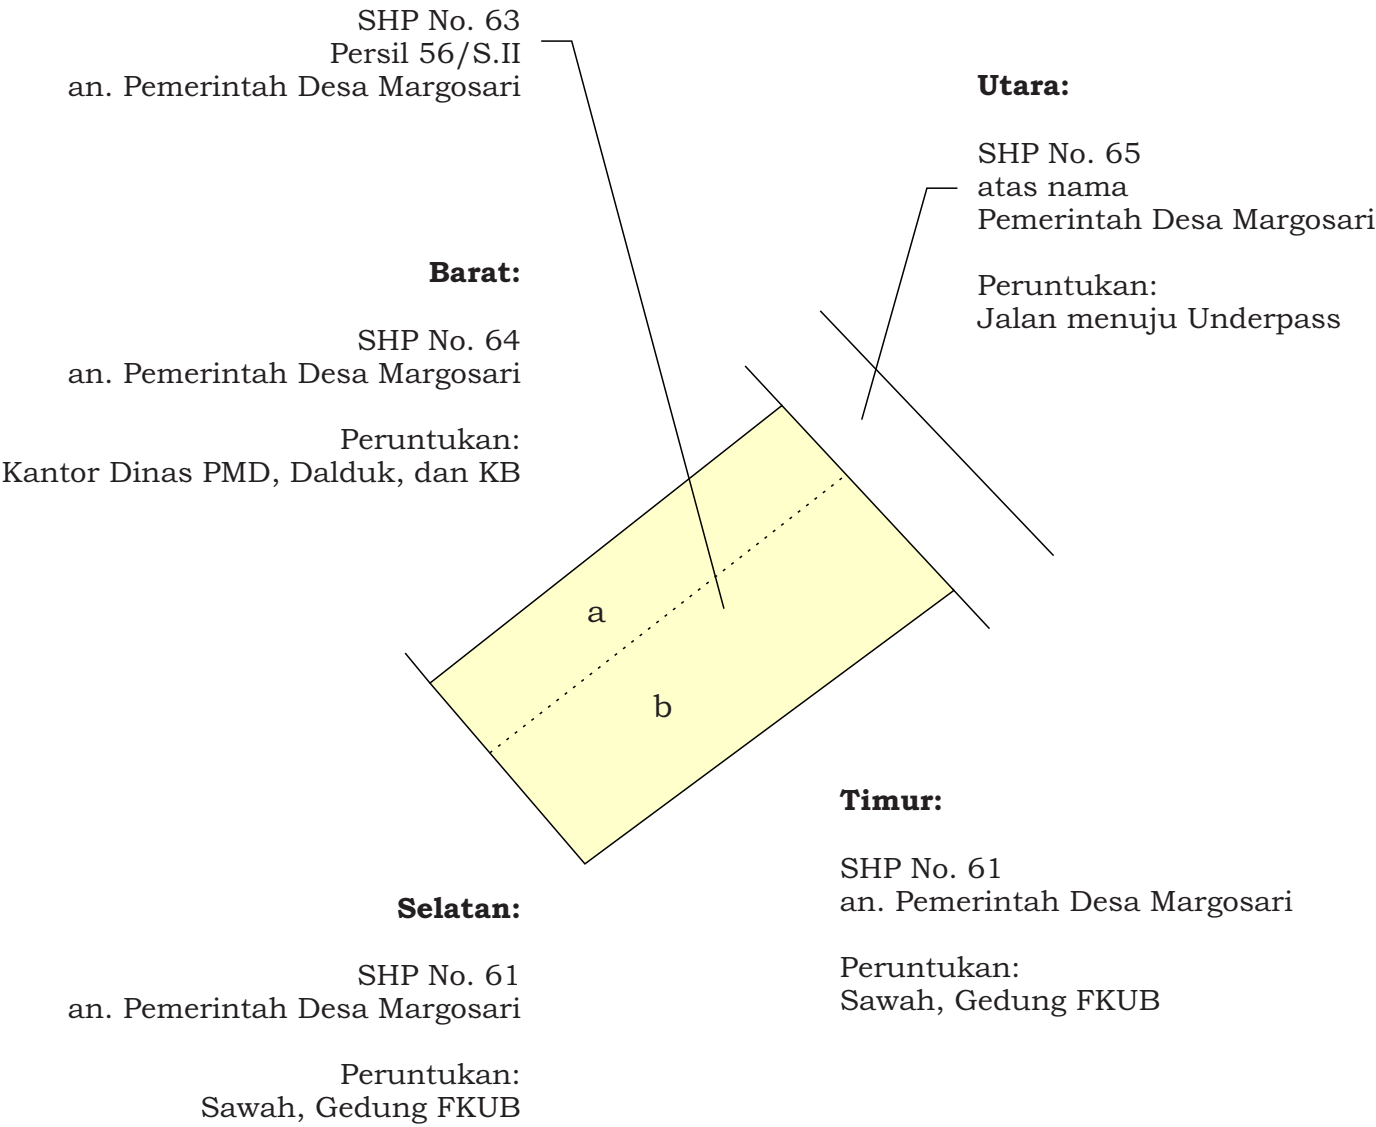 SHP No. 63
Persil 56/S.II
an. Pemerintah Desa Margosari
Utara:
SHP No. 65
atas nama
Pemerintah Desa Margosari
Peruntukan:
Jalan menuju Underpass
Barat:
SHP No. 64
an. Pemerintah Desa Margosari
Peruntukan:
Kantor Dinas PMD, Dalduk, dan KB
a
b
Timur:
SHP No. 61
an. Pemerintah Desa Margosari
Peruntukan:
Sawah, Gedung FKUB
Selatan:
SHP No. 61
an. Pemerintah Desa Margosari
Peruntukan:
Sawah, Gedung FKUB